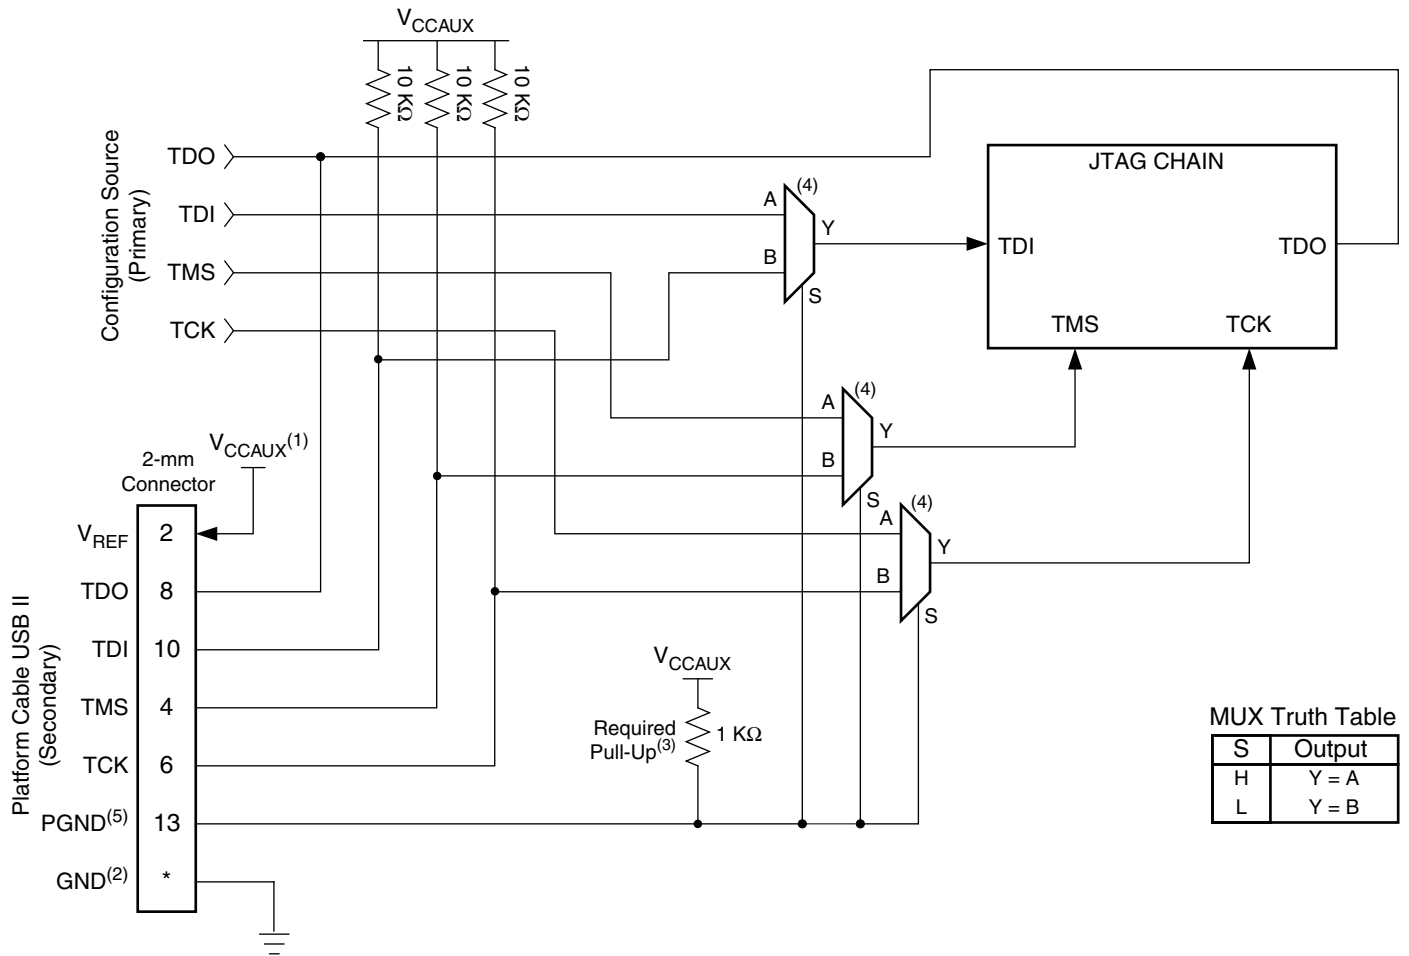 VCCAUX
10 KΩ
10 KΩ
10 KΩ
Configuration Source
(Primary)
TDO
TDI
TMS
TCK
A
B
(4)
Y
S
JTAG CHAIN
TDI
TDO
TMS
TCK
A
B
(4)
Y
S
A
B
(4)
Y
S
VCCAUX(1)
2-mm
Connector
Platform Cable USB II
(Secondary)
VREF 2
TDO 8
TDI 10
TMS 4
TCK 6
PGND(5) 13
GND(2) *
VCCAUX
Required
Pull-Up(3)
1 KΩ
MUX Truth Table
S Output
H Y = A
L Y = B